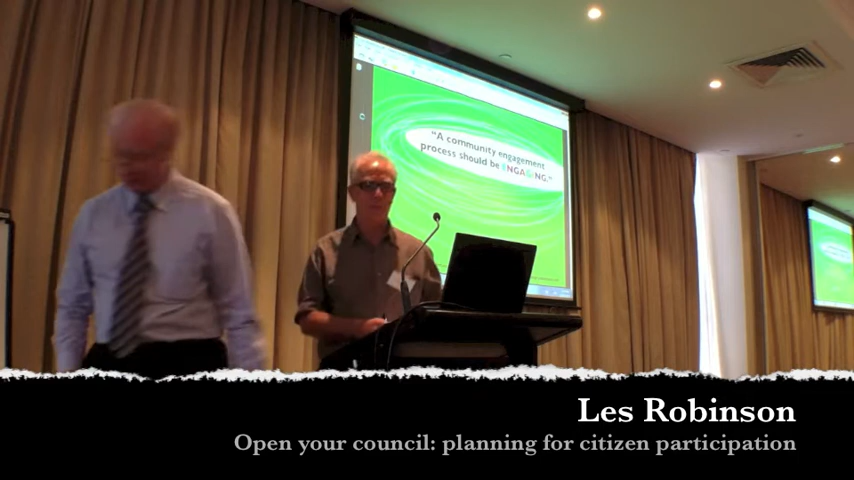 "A community engagement
process should be ENGAGING."
Les Robinson
Open your council: planning for citizen participation